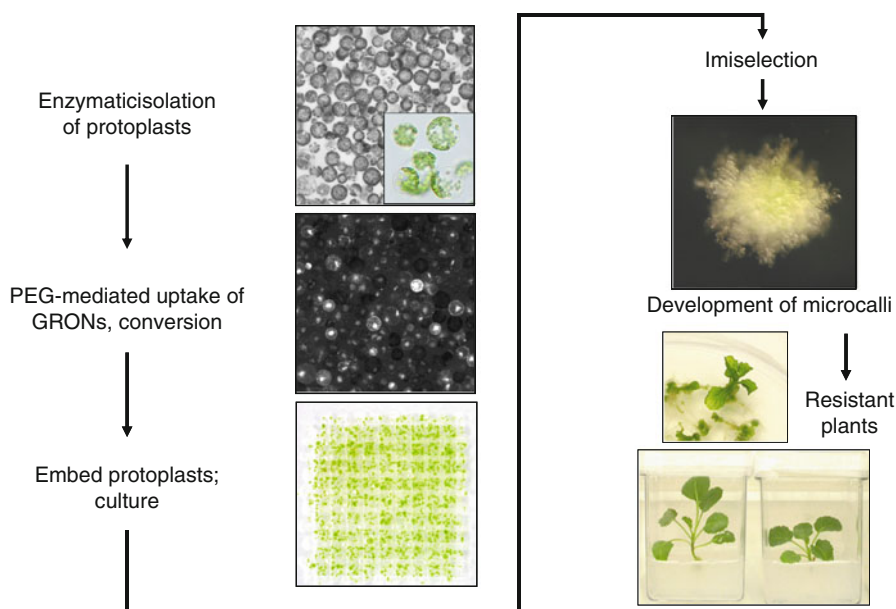 Enzymaticisolation
of protoplasts
PEG-mediated uptake of
GRONs, conversion
Embed protoplasts;
culture
Imiselection
Development of microcalli
Resistant
plants